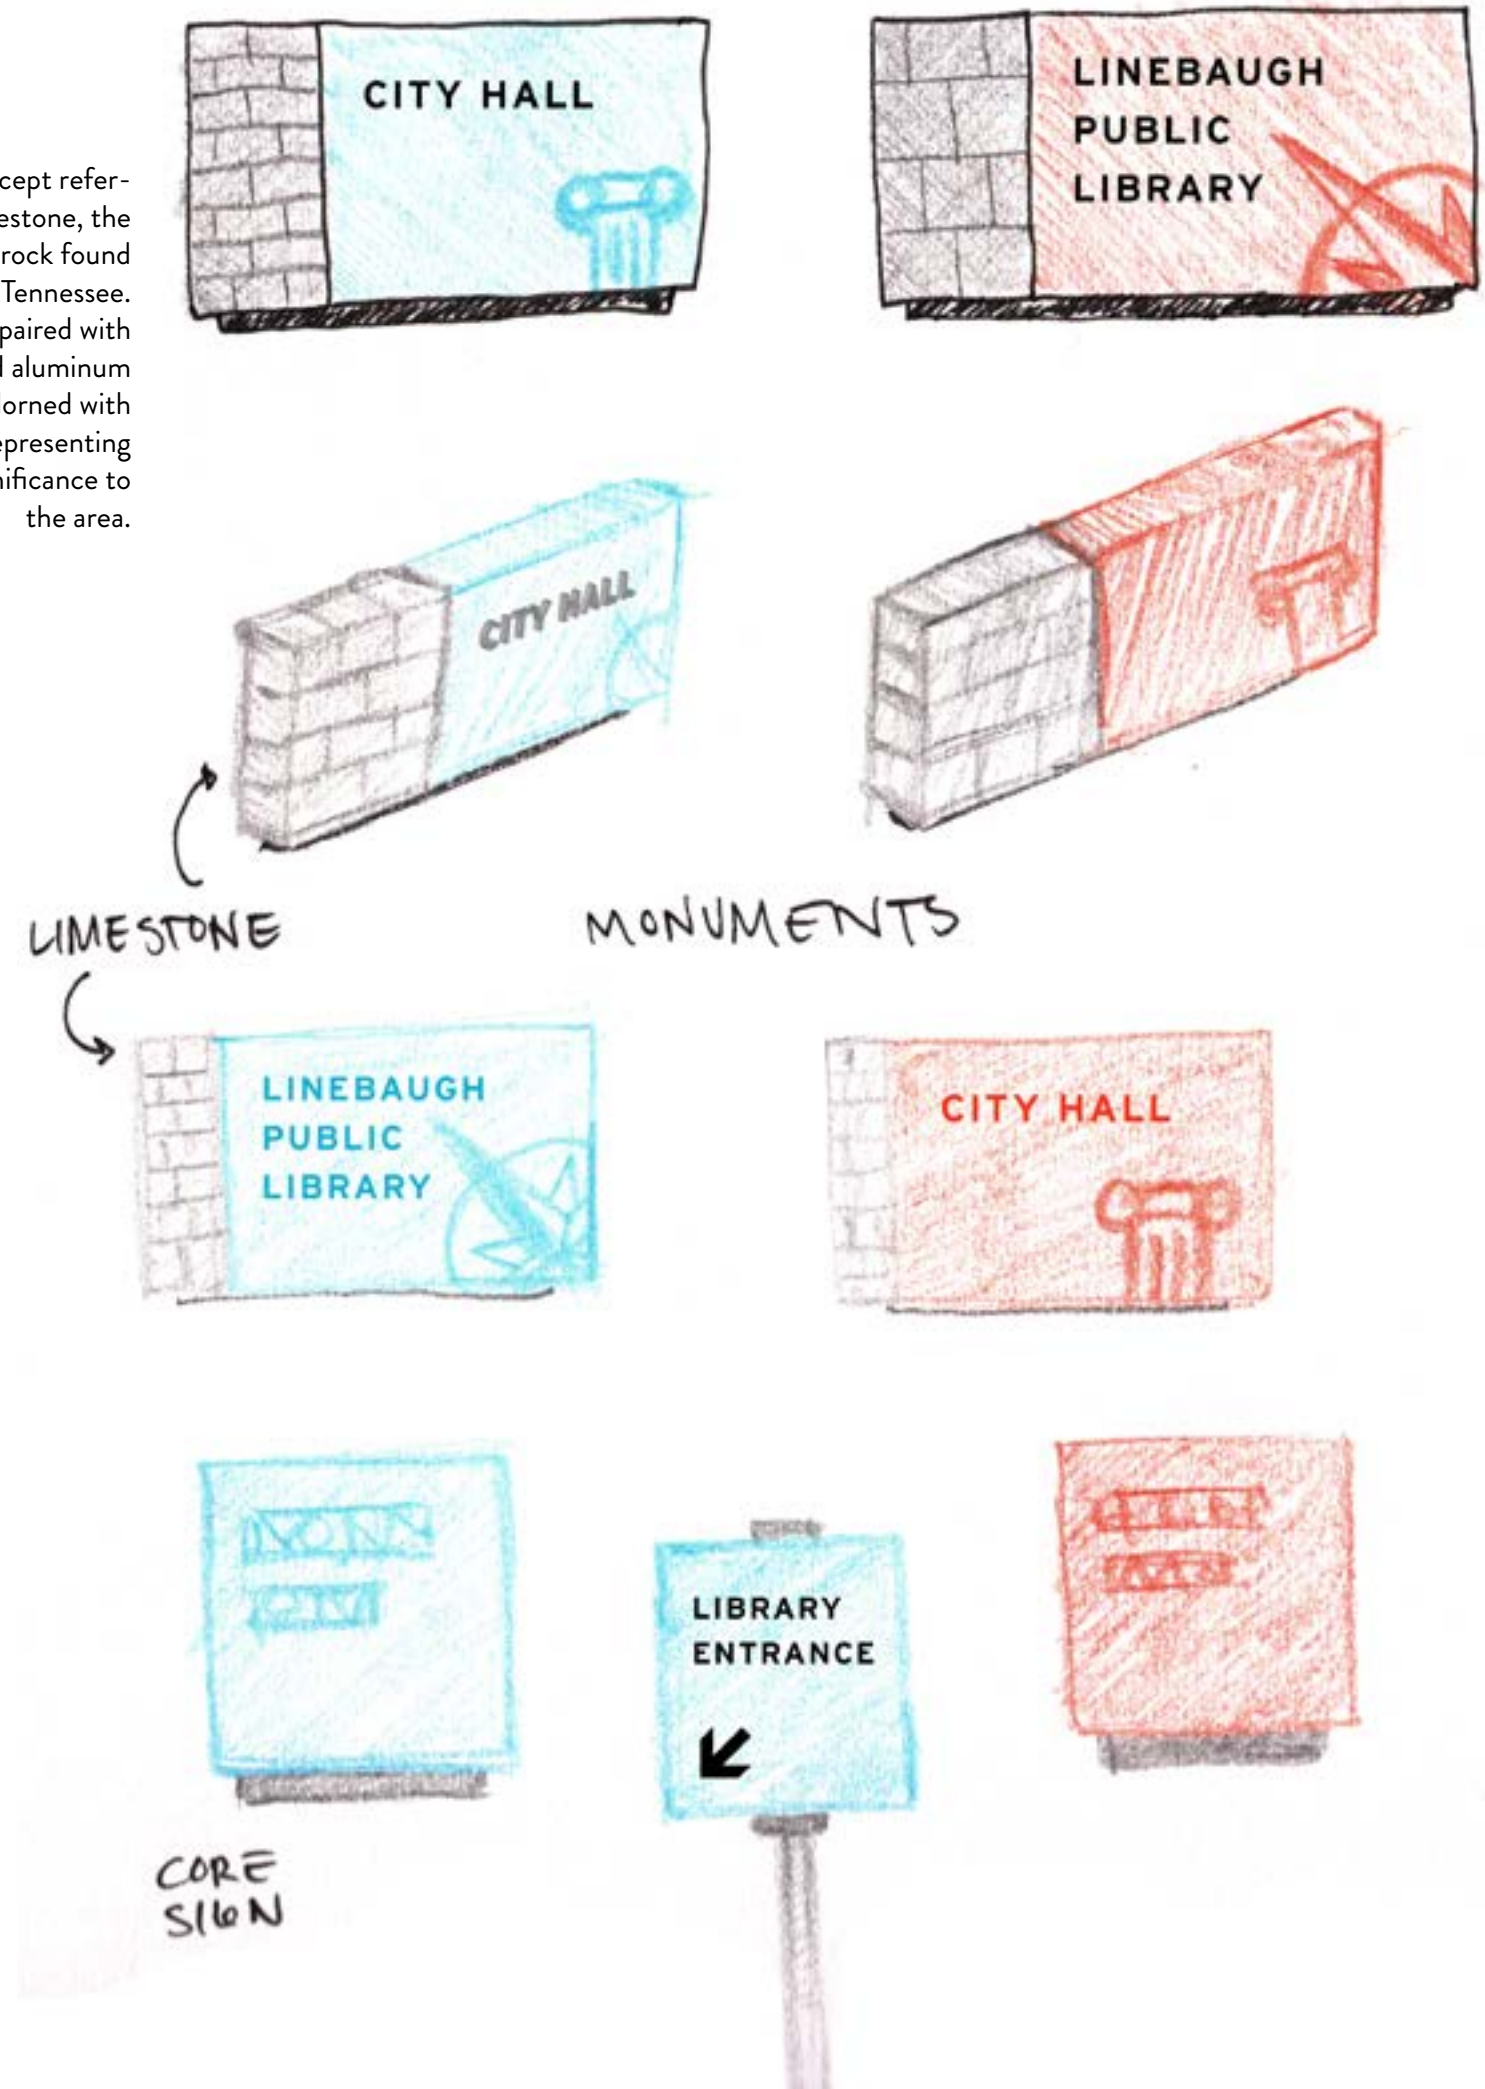 cept refer-
estone, the
rock found
Tennessee.
paired with
aluminum
orned with
epresenting
nificance to
the area.
CITY HALL
LINEBAUGH
PUBLIC
LIBRARY
CITY HALL
LIMESTONE
MONUMENTS
LINEBAUGH
PUBLIC
LIBRARY
CITY HALL
LIBRARY
ENTRANCE
CORE
SIGN